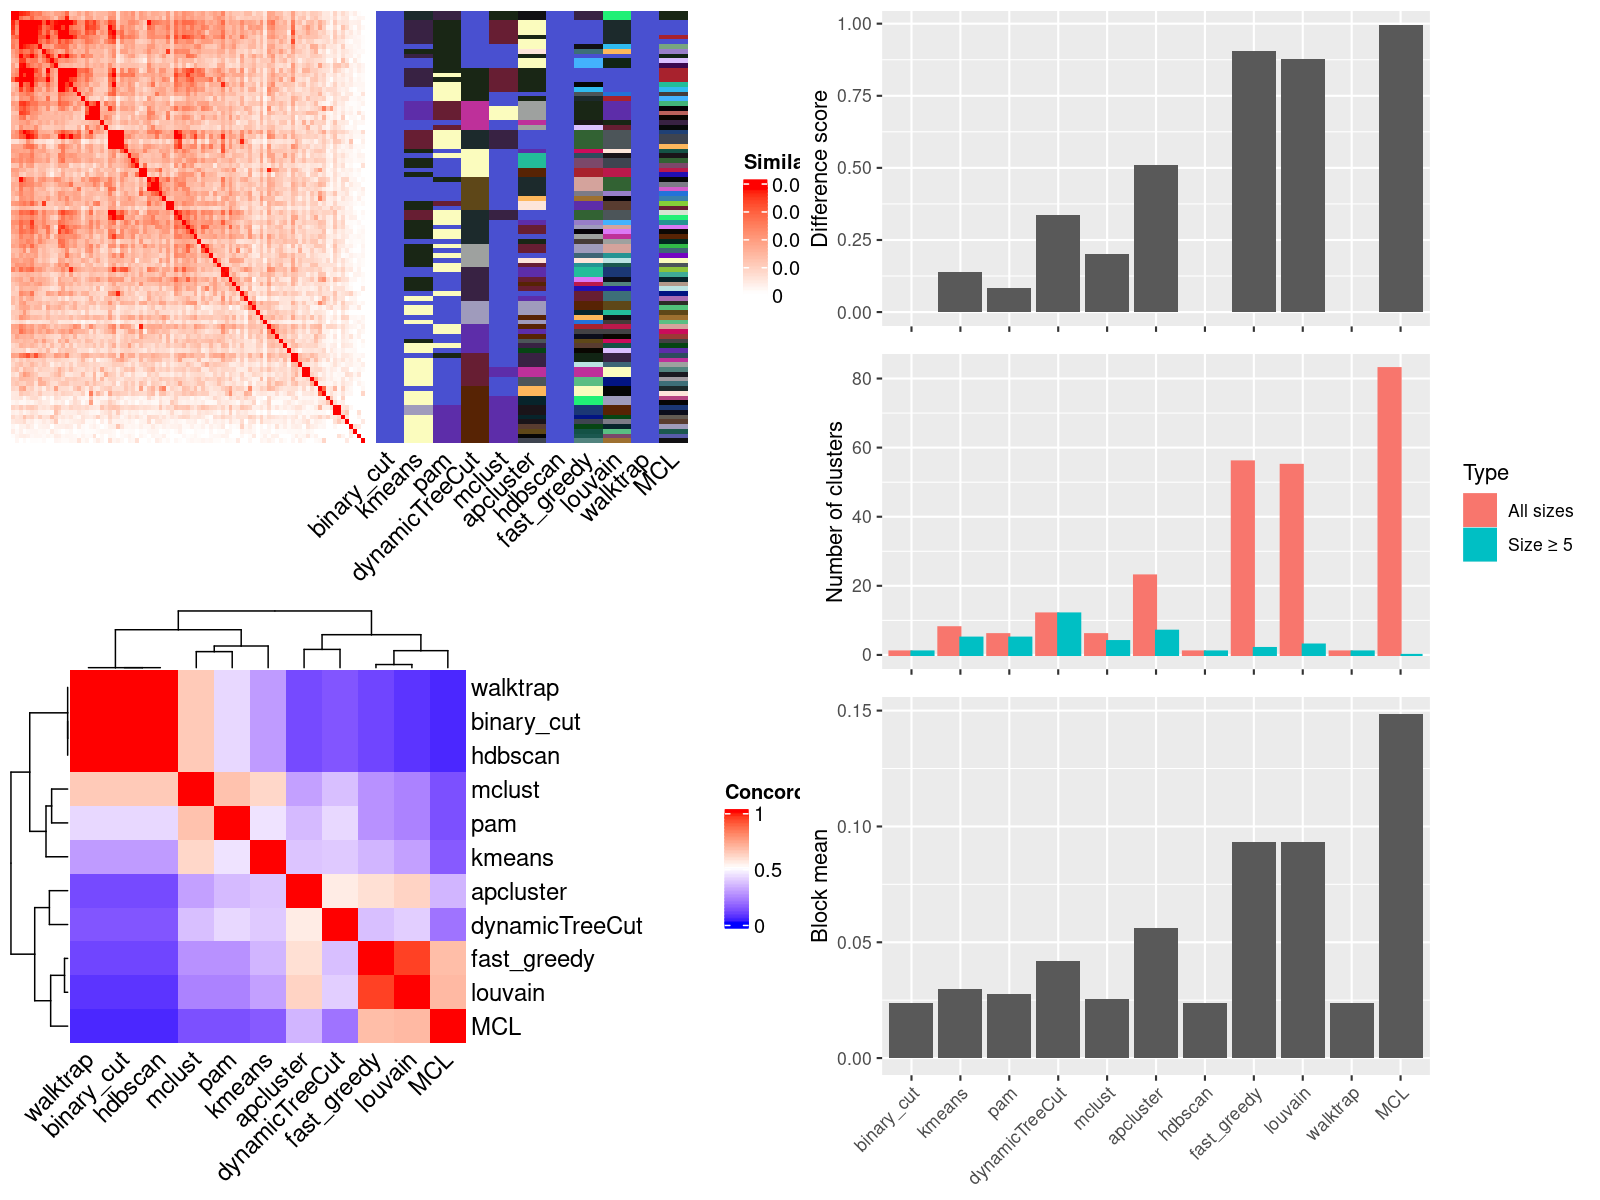 Simila
0.0
0.0
0.0
0.0
0
binary_cut
kmeans
pam
dynamicTreeCut
mclust
apcluster
hdbscan
fast_greedy
louvain
walktrap
MCL
Difference score
1.00
0.75
0.50
0.25
0.00
Number of clusters
80
60
40
20
0
Type
All sizes
Size ≥ 5
walktrap
binary_cut
hdbscan
mclust
pam
kmeans
apcluster
dynamicTreeCut
fast_greedy
louvain
MCL
walktrap
binary_cut
hdbscan
mclust
pam
kmeans
apcluster
dynamicTreeCut
fast_greedy
louvain
MCL
Concord
1
0.5
0
Block mean
0.15
0.10
0.05
0.00
binary_cut
kmeans
pam
dynamicTreeCut
mclust
apcluster
hdbscan
fast_greedy
louvain
walktrap
MCL